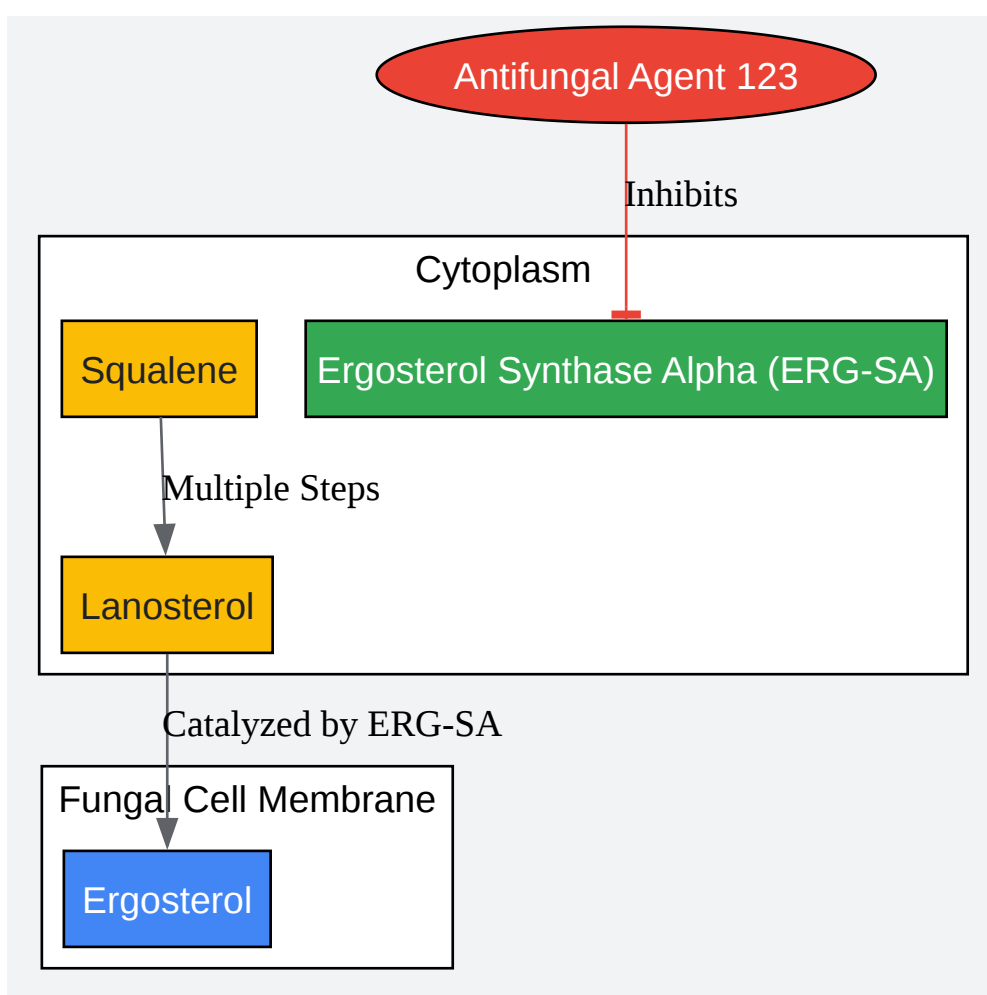 Antifungal Agent 123
Inhibits
Cytoplasm
Squalene
Ergosterol Synthase Alpha (ERG-SA)
Multiple Steps
Lanosterol
Catalyzed by ERG-SA
Fungal Cell Membrane
Ergosterol